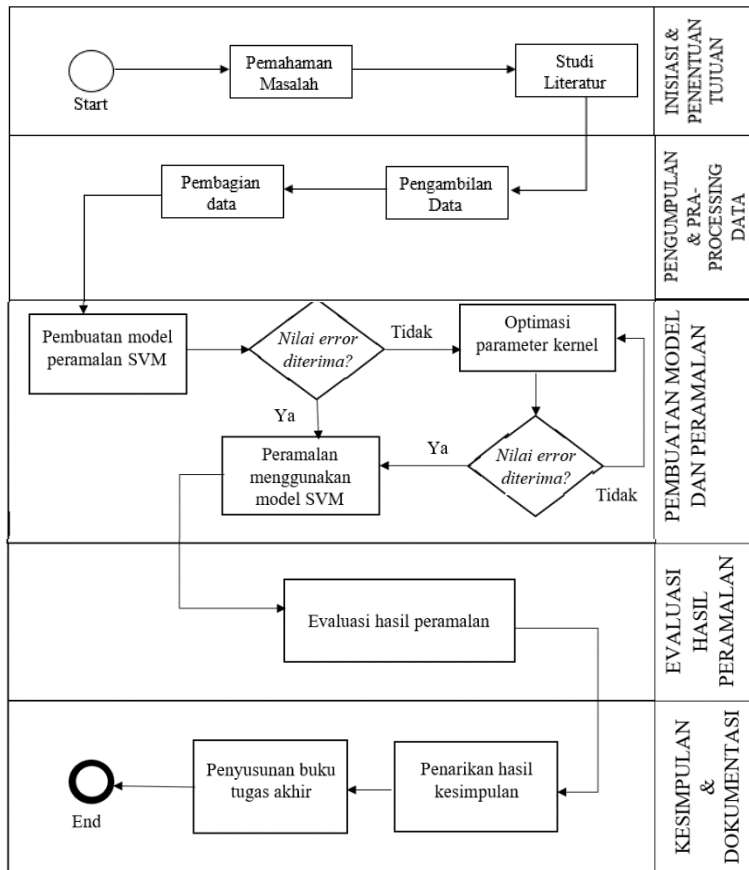 Pemahaman
Masalah
Studi
Literatur
Start
INISIASI &
PENENTUAN
TUJUAN
Pembagian
data
Pengambilan
Data
PENGUMPULAN
& PRA-
PROCESSING
DATA
Pembuatan model
peramalan SVM
Nilai error
diterima?
Tidak
Optimasi
parameter kernel
Ya
Peramalan
menggunakan
model SVM
Ya
Nilai error
diterima?
Tidak
PEMBUATAN MODEL
DAN PERAMALAN
Evaluasi hasil peramalan
EVALUASI
HASIL
PERAMALAN
End
Penyusunan buku
tugas akhir
Penarikan hasil
kesimpulan
KESIMPULAN
&
DOKUMENTASI